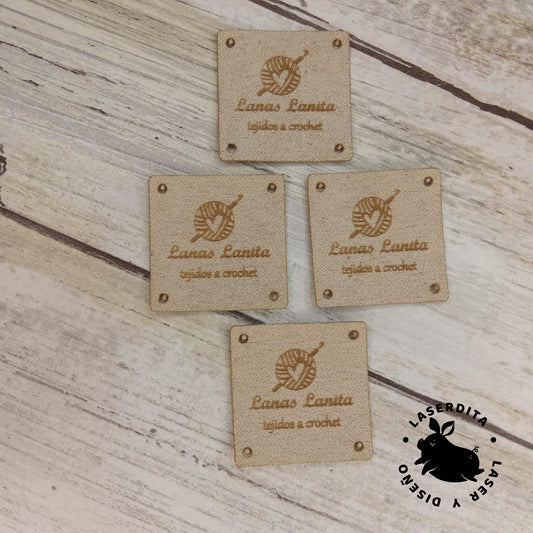 Lanas Lanita
tejidos a crochet
Lanas Lanita
tejidos a crochet
Lanas Lanita
tejidos a crochet
Lanas Lanita
tejidos a crochet
LASERDITA
LASER Y DISEÑO